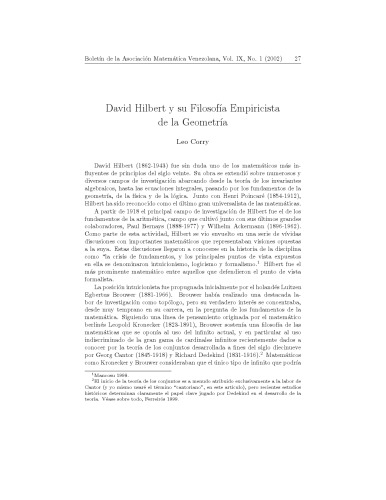 Boletín de la Asociación Matemática Venezolana, Vol. IX, No. 1 (2002) 27
David Hilbert y su Filosofía Empiricista
de la Geometría
Leo Corry
David Hilbert (1862-1943) fue sin duda uno de los matemáticos más in-
fluyentes de principios del siglo veinte. Su obra se extendió sobre numerosos y
diversos campos de investigación abarcando desde la teoría de los invariantes
algebraicos, hasta las ecuaciones integrales, pasando por los fundamentos de la
geometría, de la física y de la lógica. Junto con Henri Poincaré (1854-1912),
Hilbert ha sido reconocido como el último gran universalista de las matemáticas.
A partir de 1918 el principal campo de investigación de Hilbert fue el de los
fundamentos de la aritmética, campo que cultivó junto con sus últimos grandes
colaboradores, Paul Bernays (1888-1977) y Wilhelm Ackermann (1896-1962).
Como parte de esta actividad, Hilbert se vio envuelto en una serie de vívidas
discusiones con importantes matemáticos que representaban visiones opuestas
a la suya. Estas discusiones llegaron a conocerse en la historia de la disciplina
como "la crisis de fundamentos, y los principales puntos de vista expuestos
en ella se denominaron intuicionismo, logicismo y formalismo.1 Hilbert fue el
más prominente matemático entre aquellos que defendieron el punto de vista
formalista.
La posición intuicionista fue propugnada inicialmente por el holandés Luitzen
Egbertus Brouwer (1881-1966). Brouwer había realizado una destacada la-
bor de investigación como topólogo, pero su verdadero interés se concentraba,
desde muy temprano en su carrera, en la pregunta de los fundamentos de la
matemática. Siguiendo una línea de pensamiento originada por el matemático
berlinés Leopold Kronecker (1823-1891), Brouwer sostenía una filosofía de las
matemáticas que se oponía al uso del infinito actual, y en particular al uso
indiscriminado de la gran gama de cardinales infinitos recientemente dados a
conocer por la teoría de los conjuntos desarrollada a fines del siglo diecinueve
por Georg Cantor (1845-1918) y Richard Dedekind (1831-1916).2 Matemáticos
como Kronecker y Brouwer consideraban que el único tipo de infinito que podría
1Mancosu 1998.
2El inicio de la teoría de los conjuntos es a menudo atribuido exclusivamente a la labor de
Cantor (y yo mismo usaré el término "cantoriano", en este artículo), pero recientes estudios
históricos determinan claramente el papel clave jugado por Dedekind en el desarrollo de la
teoría. Véase sobre todo, Ferreirós 1999.